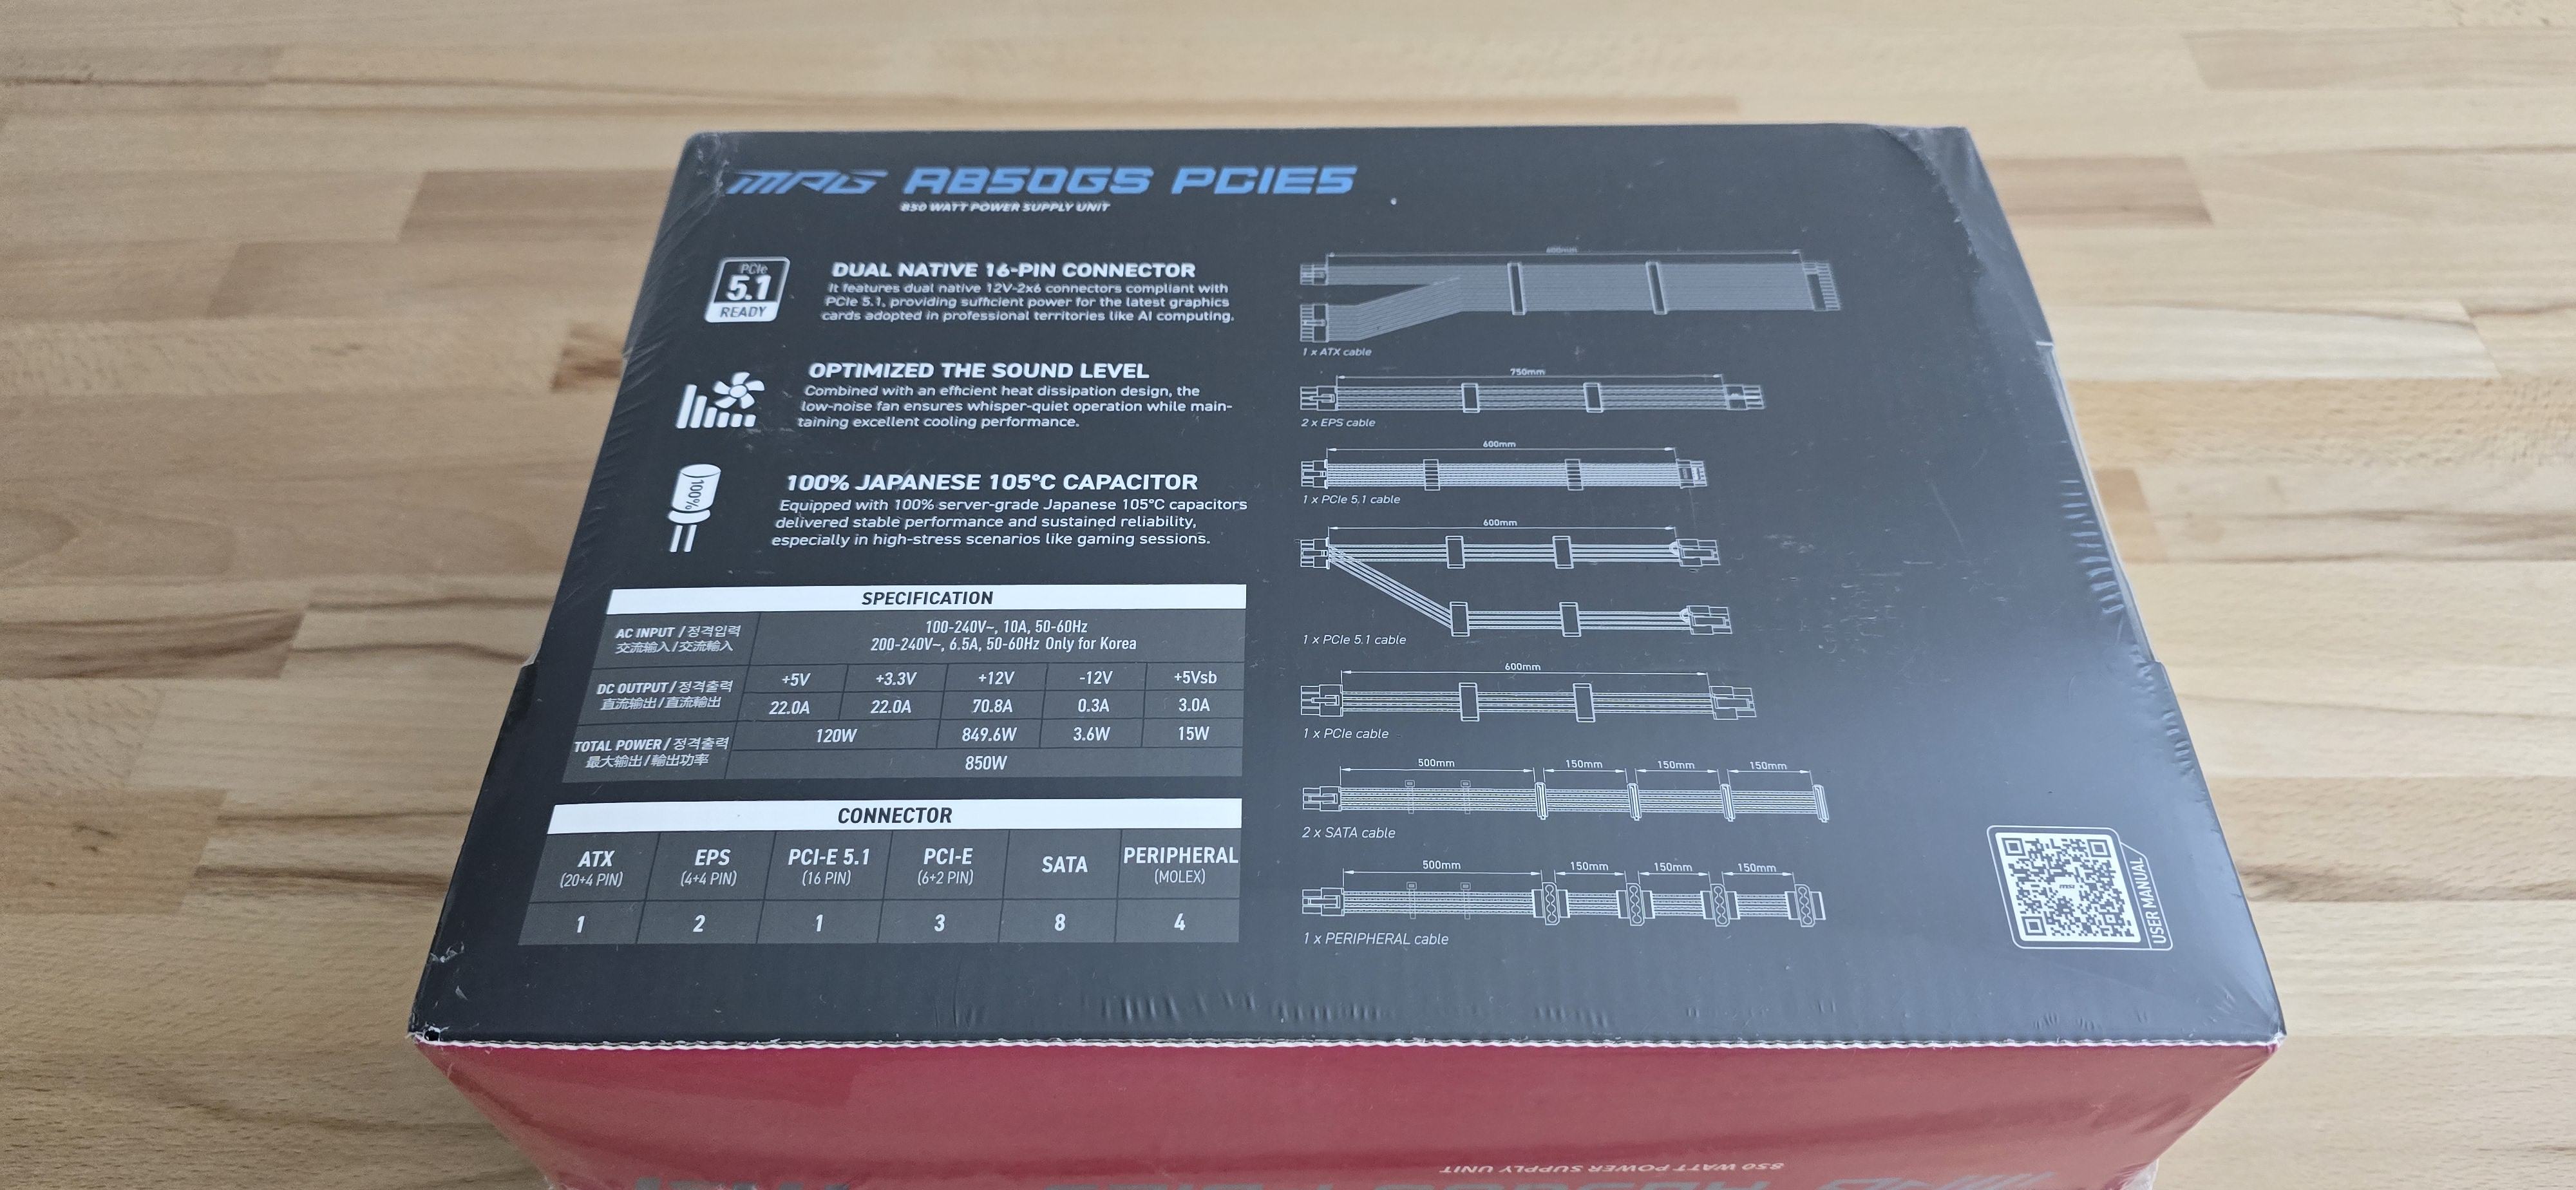 MPG A850GS PCIE5
850 WATT POWER SUPPLY UNIT
PCIe
5.1
READY
DUAL NATIVE 16-PIN CONNECTOR
It features dual native 12V-2x6 connectors compliant with
PCIe 5.1, providing sufficient power for the latest graphics
cards adopted in professional territories like AI computing.
OPTIMIZED THE SOUND LEVEL
Combined with an efficient heat dissipation design, the
low-noise fan ensures whisper-quiet operation while main-
taining excellent cooling performance.
100%
100% JAPANESE 105°C CAPACITOR
Equipped with 100% server-grade Japanese 105°C capacitors
delivered stable performance and sustained reliability,
especially in high-stress scenarios like gaming sessions.
SPECIFICATION
AC INPUT / 정격입력
交流输入 / 交流輸入
100-240V~, 10A, 50-60Hz
200-240V~, 6.5A, 50-60Hz Only for Korea
DC OUTPUT / 정격출력
直流输出 / 直流輸出
+5V +3.3V +12V -12V +5Vsb
22.0A 22.0A 70.8A 0.3A 3.0A
TOTAL POWER / 정격출력
最大输出 / 輸出功率
120W 849.6W 3.6W 15W
850W
CONNECTOR
ATX EPS PCI-E 5.1 PCI-E SATA PERIPHERAL
(20+4 PIN) (4+4 PIN) (16 PIN) (6+2 PIN) (MOLEX)
1 2 1 3 8 4
600mm
1 x ATX cable
750mm
2 x EPS cable
600mm
1 x PCIe 5.1 cable
600mm
1 x PCIe 5.1 cable
600mm
1 x PCIe cable
500mm 150mm 150mm 150mm
2 x SATA cable
500mm 150mm 150mm 150mm
1 x PERIPHERAL cable
USER MANUAL
850 WATT POWER SUPPLY UNIT